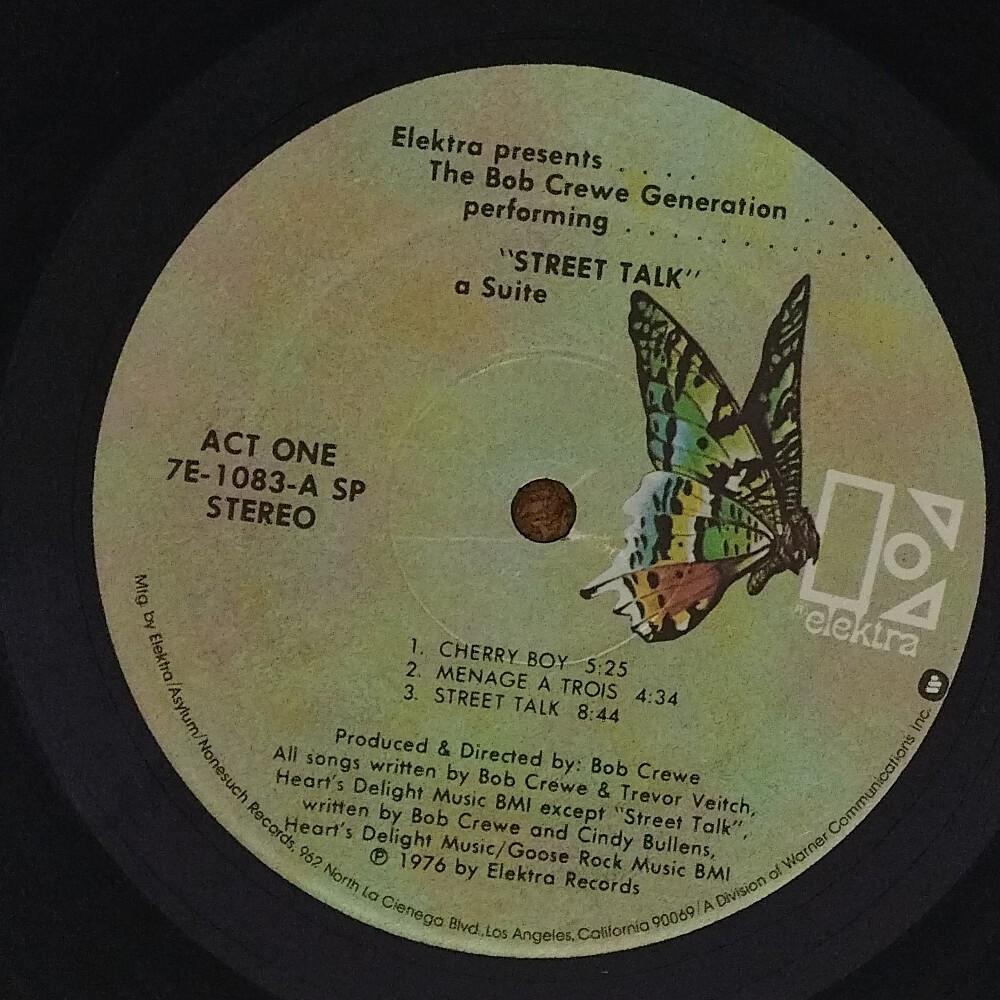 Elektra presents . . . . .
The Bob Crewe Generation . . . .
performing . . . . . . . . . . .
"STREET TALK"
a Suite
ACT ONE
7E-1083-A SP
STEREO
elektra
1. CHERRY BOY 5:25
2. MENAGE A TROIS 4:34
3. STREET TALK 8:44
Produced & Directed by: Bob Crewe
All songs written by Bob Crewe & Trevor Veitch,
Heart's Delight Music BMI except "Street Talk",
written by Bob Crewe and Cindy Bullens,
Heart's Delight Music/Goose Rock Music BMI
℗ 1976 by Elektra Records
Mfg. by Elektra/Asylum/Nonesuch Records, 962 North La Cienega Blvd., Los Angeles, California 90069/A Division of Warner Communications Inc.